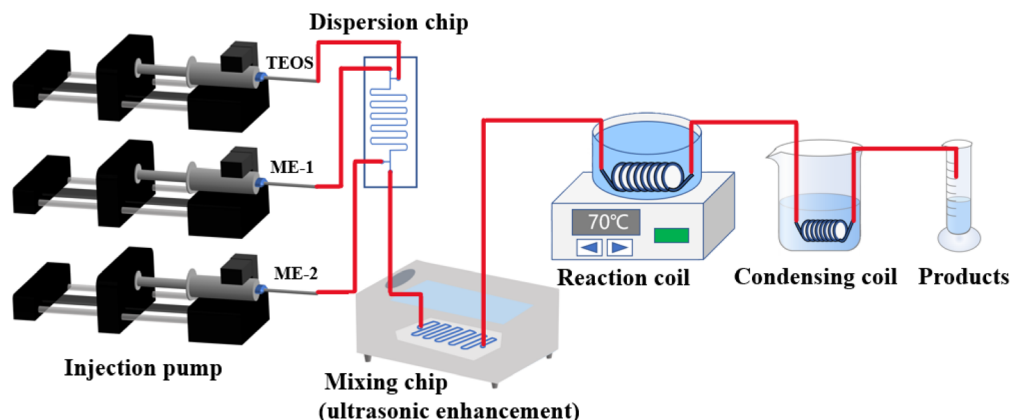 Dispersion chip
TEOS
ME-1
ME-2
Injection pump
Mixing chip
(ultrasonic enhancement)
70℃
Reaction coil
Condensing coil
Products